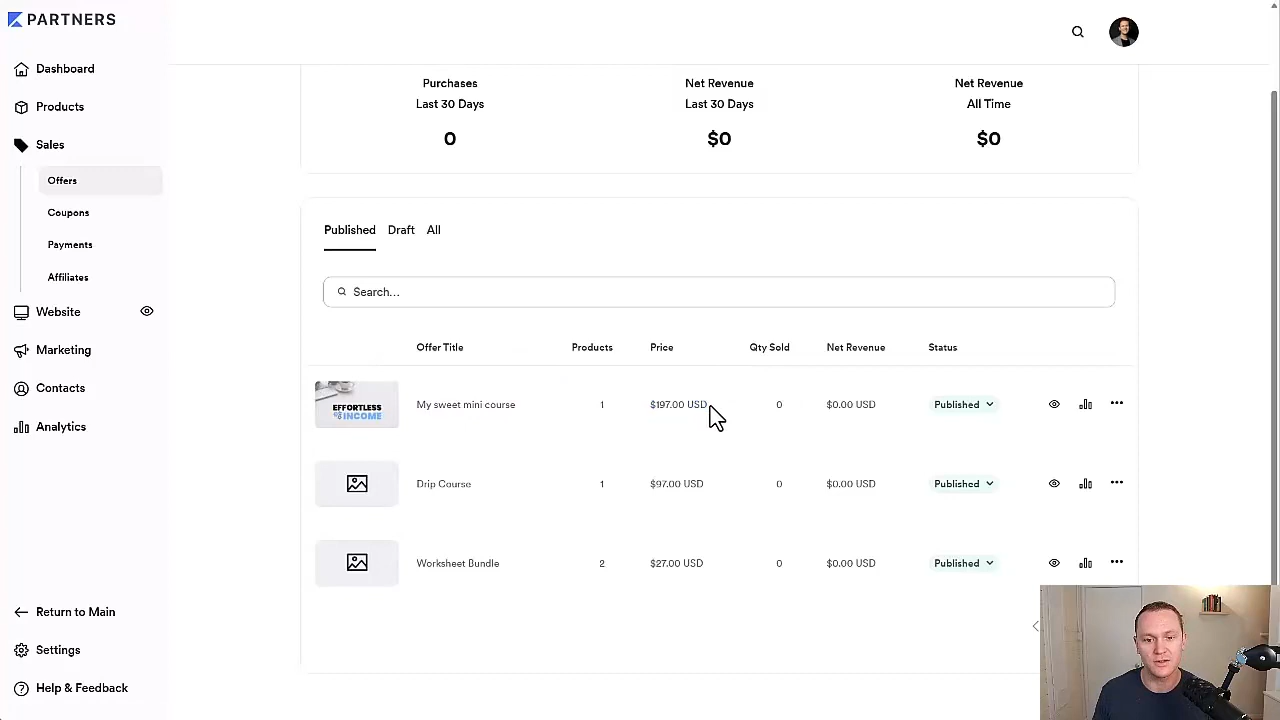 PARTNERS
Dashboard
Products
Sales
Offers
Coupons
Payments
Affiliates
Website
Marketing
Contacts
Analytics
Return to Main
Settings
Help & Feedback
Purchases
Last 30 Days
0
Net Revenue
Last 30 Days
$0
Net Revenue
All Time
$0
Published Draft All
Search...
Offer Title Products Price Qty Sold Net Revenue Status
EFFORTLESS
INCOME
My sweet mini course 1 $197.00 USD 0 $0.00 USD Published
Drip Course 1 $97.00 USD 0 $0.00 USD Published
Worksheet Bundle 2 $27.00 USD 0 $0.00 USD Published